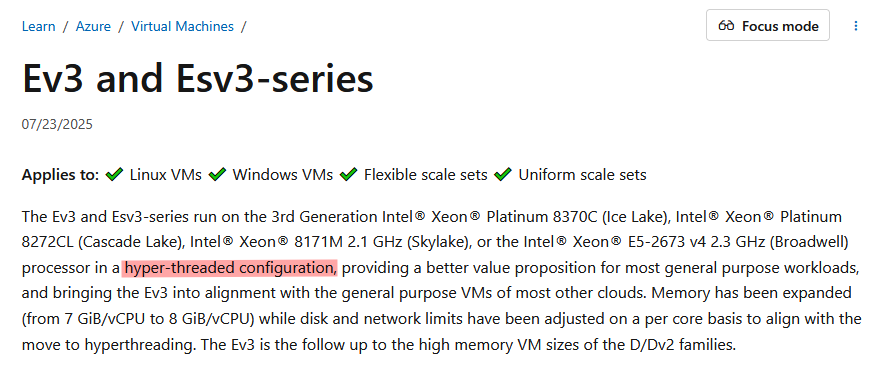 Learn / Azure / Virtual Machines /
Focus mode
Ev3 and Esv3-series
07/23/2025
Applies to: ✔ Linux VMs ✔ Windows VMs ✔ Flexible scale sets ✔ Uniform scale sets
The Ev3 and Esv3-series run on the 3rd Generation Intel® Xeon® Platinum 8370C (Ice Lake), Intel® Xeon® Platinum
8272CL (Cascade Lake), Intel® Xeon® 8171M 2.1 GHz (Skylake), or the Intel® Xeon® E5-2673 v4 2.3 GHz (Broadwell)
processor in a hyper-threaded configuration, providing a better value proposition for most general purpose workloads,
and bringing the Ev3 into alignment with the general purpose VMs of most other clouds. Memory has been expanded
(from 7 GiB/vCPU to 8 GiB/vCPU) while disk and network limits have been adjusted on a per core basis to align with the
move to hyperthreading. The Ev3 is the follow up to the high memory VM sizes of the D/Dv2 families.